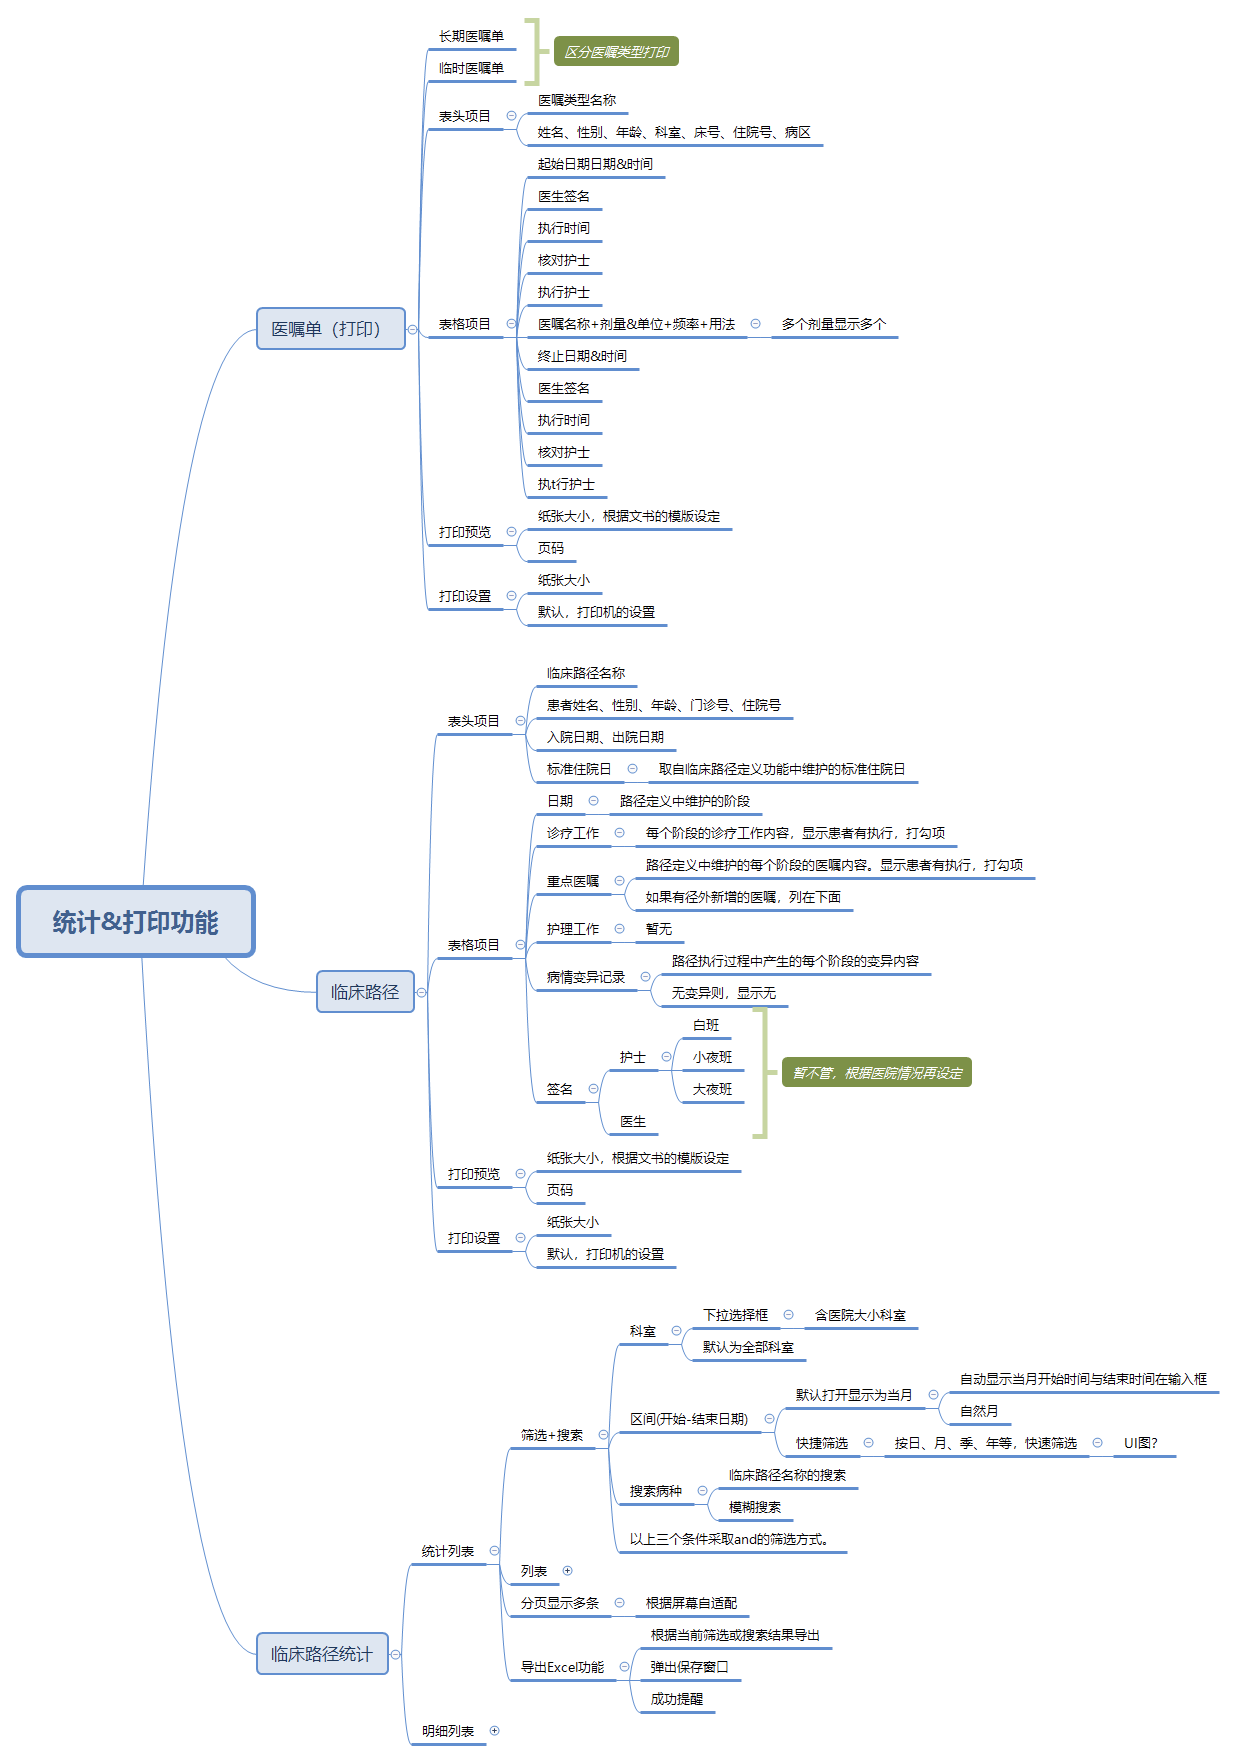 统计&打印功能
医嘱单（打印）
长期医嘱单
临时医嘱单
区分医嘱类型打印
表头项目
医嘱类型名称
姓名、性别、年龄、科室、床号、住院号、病区
表格项目
起始日期日期&时间
医生签名
执行时间
核对护士
执行护士
医嘱名称+剂量&单位+频率+用法
多个剂量显示多个
终止日期&时间
医生签名
执行时间
核对护士
执t行护士
打印预览
纸张大小，根据文书的模版设定
页码
打印设置
纸张大小
默认，打印机的设置
临床路径
表头项目
临床路径名称
患者姓名、性别、年龄、门诊号、住院号
入院日期、出院日期
标准住院日
取自临床路径定义功能中维护的标准住院日
表格项目
日期
路径定义中维护的阶段
诊疗工作
每个阶段的诊疗工作内容，显示患者有执行，打勾项
重点医嘱
路径定义中维护的每个阶段的医嘱内容。显示患者有执行，打勾项
如果有径外新增的医嘱，列在下面
护理工作
暂无
病情变异记录
路径执行过程中产生的每个阶段的变异内容
无变异则，显示无
签名
护士
白班
小夜班
大夜班
医生
暂不管，根据医院情况再设定
打印预览
纸张大小，根据文书的模版设定
页码
打印设置
纸张大小
默认，打印机的设置
临床路径统计
统计列表
筛选+搜索
科室
下拉选择框
含医院大小科室
默认为全部科室
区间(开始-结束日期)
默认打开显示为当月
自动显示当月开始时间与结束时间在输入框
自然月
快捷筛选
按日、月、季、年等，快速筛选
UI图?
搜索病种
临床路径名称的搜索
模糊搜索
以上三个条件采取and的筛选方式。
列表
分页显示多条
根据屏幕自适配
导出Excel功能
根据当前筛选或搜索结果导出
弹出保存窗口
成功提醒
明细列表